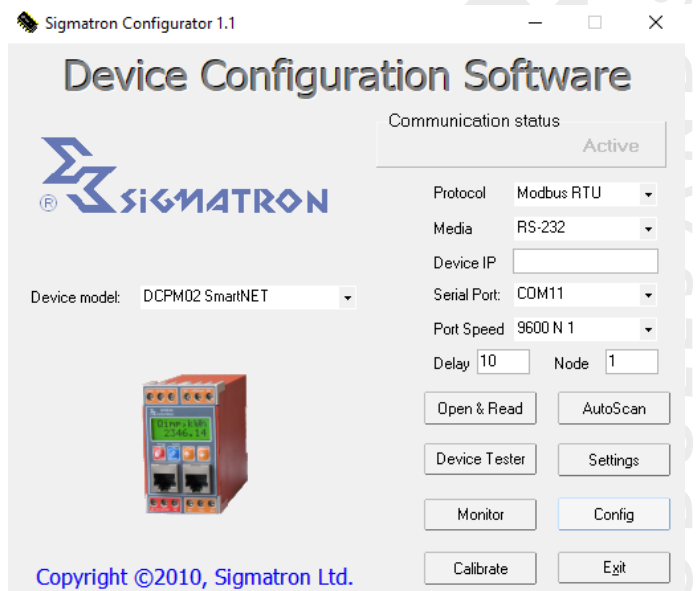 Sigmatron Configurator 1.1
Device Configuration Software
Communication status
Active
® SIGMATRON
Protocol Modbus RTU
Media RS-232
Device IP
Device model: DCPM02 SmartNET
Serial Port: COM11
Port Speed 9600 N 1
Delay 10 Node 1
Open & Read AutoScan
Device Tester Settings
Monitor Config
Calibrate Exit
2346.14
Copyright ©2010, Sigmatron Ltd.